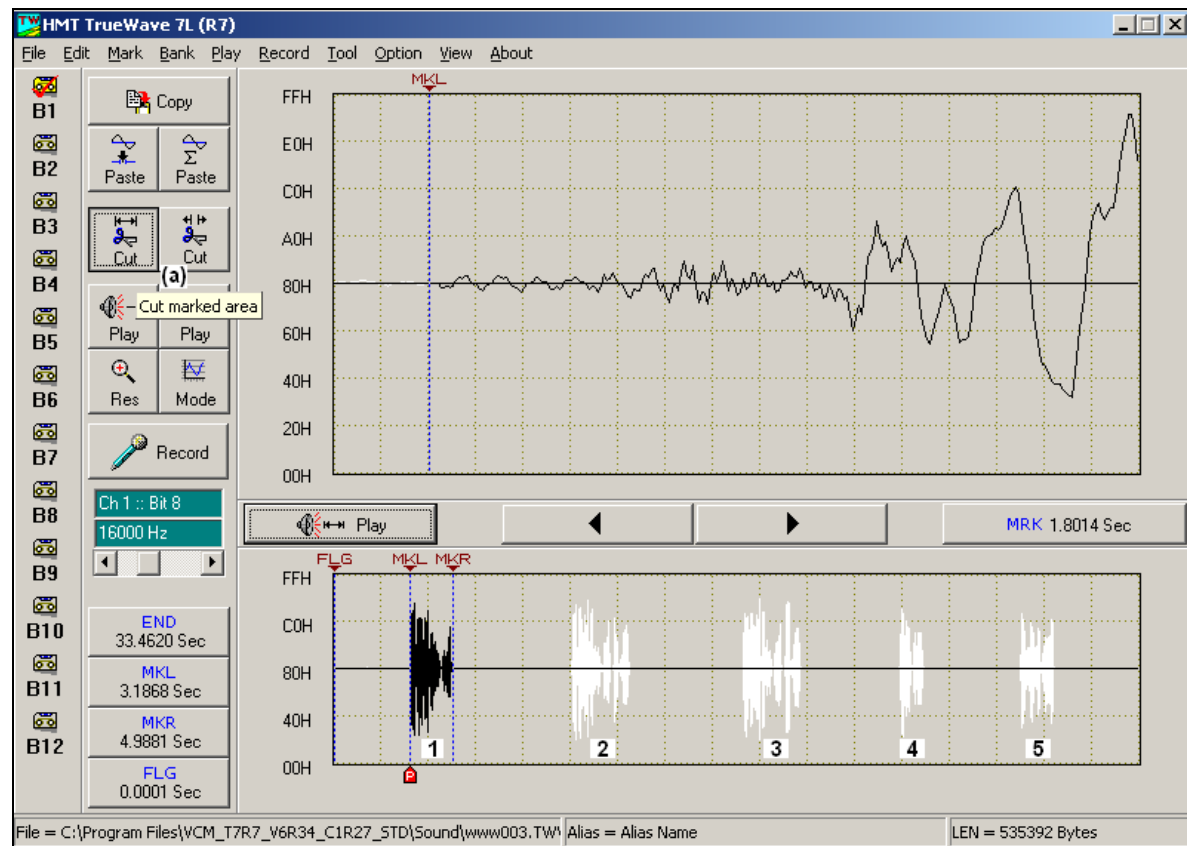 HMT TrueWave 7L (R7)
File Edit Mark Bank Play Record Tool Option View About
B1
B2
B3
B4
B5
B6
B7
B8
B9
B10
B11
B12
Copy
Paste Paste
Cut Cut
(a)
Cut marked area
Play Play
Res Mode
Record
Ch 1 :: Bit 8
16000 Hz
END
33.4620 Sec
MKL
3.1868 Sec
MKR
4.9881 Sec
FLG
0.0001 Sec
MKL
FFH
E0H
C0H
A0H
80H
60H
40H
20H
00H
Play
MRK 1.8014 Sec
FLG MKL MKR
FFH
C0H
80H
40H
00H
1 2 3 4 5
P
File = C:\Program Files\VCM_T7R7_V6R34_C1R27_STD\Sound\www003.TW Alias = Alias Name LEN = 535392 Bytes